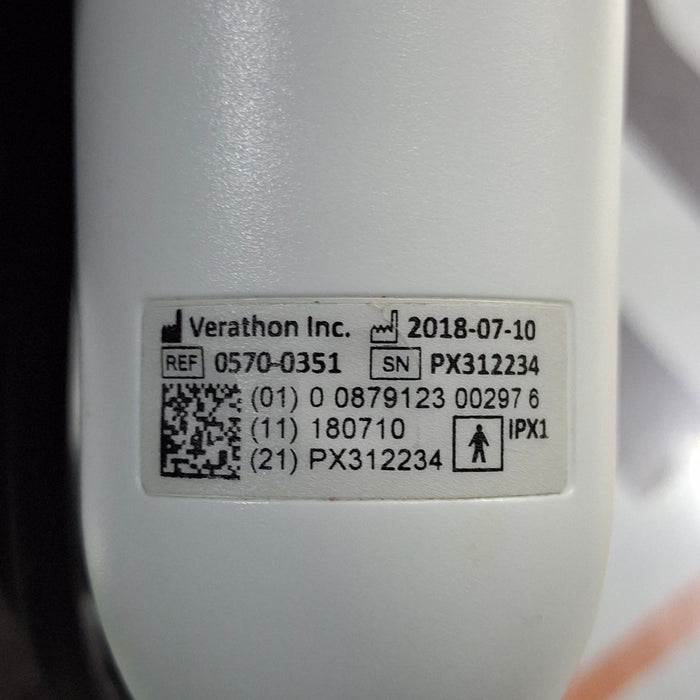 Verathon Inc. 2018-07-10
REF 0570-0351 SN PX312234
(01) 0 0879123 00297 6
(11) 180710 IPX1
(21) PX312234